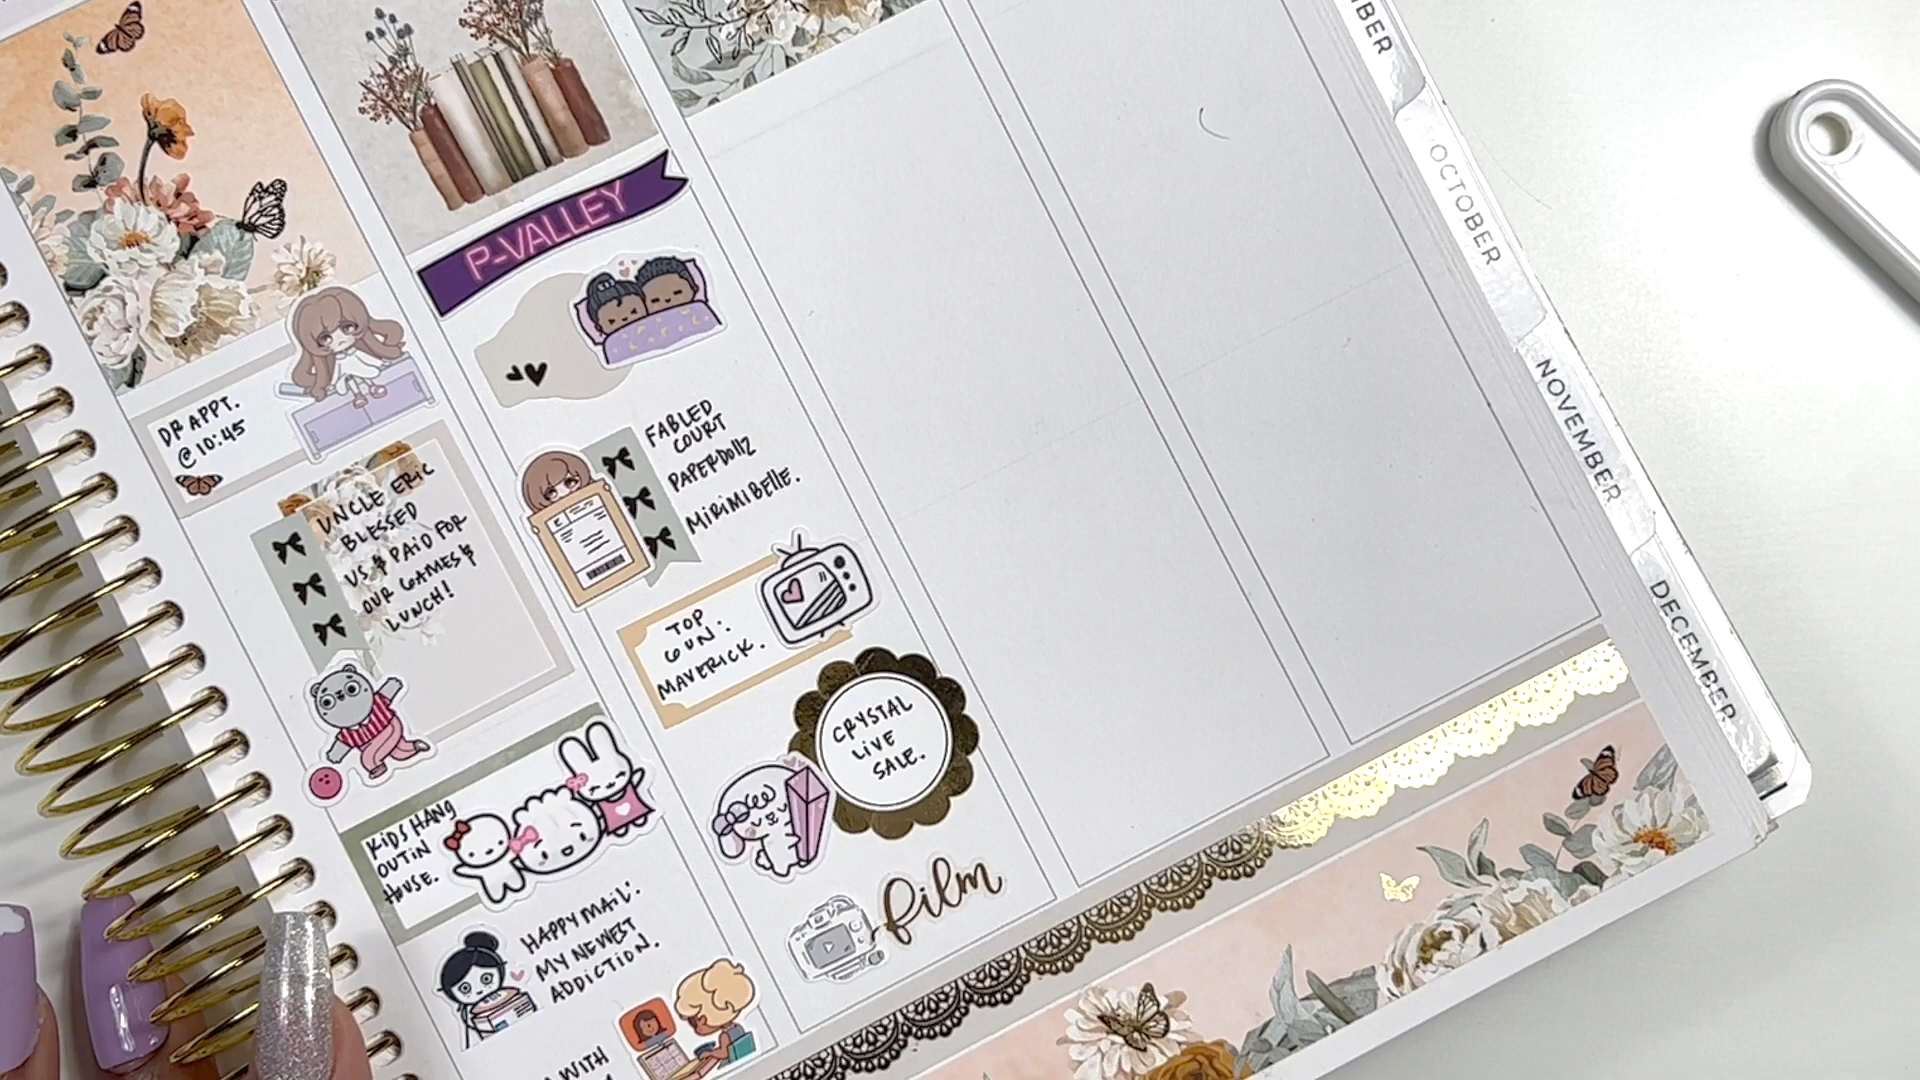 BER
OCTOBER
NOVEMBER
DECEMBER
DR APPT.
@ 10:45
UNCLE ERIC
BLESSED
US & PAID FOR
OUR GAMES &
LUNCH!
KIDS HANG
OUT IN
HOUSE.
HAPPY MAIL:
MY NEWEST
ADDICTION.
WITH
P-VALLEY
FABLED
COURT
PAPERDOLLZ
MIRIMIBELLE.
TOP
GUN:
MAVERICK.
CRYSTAL
LIVE
SALE.
film